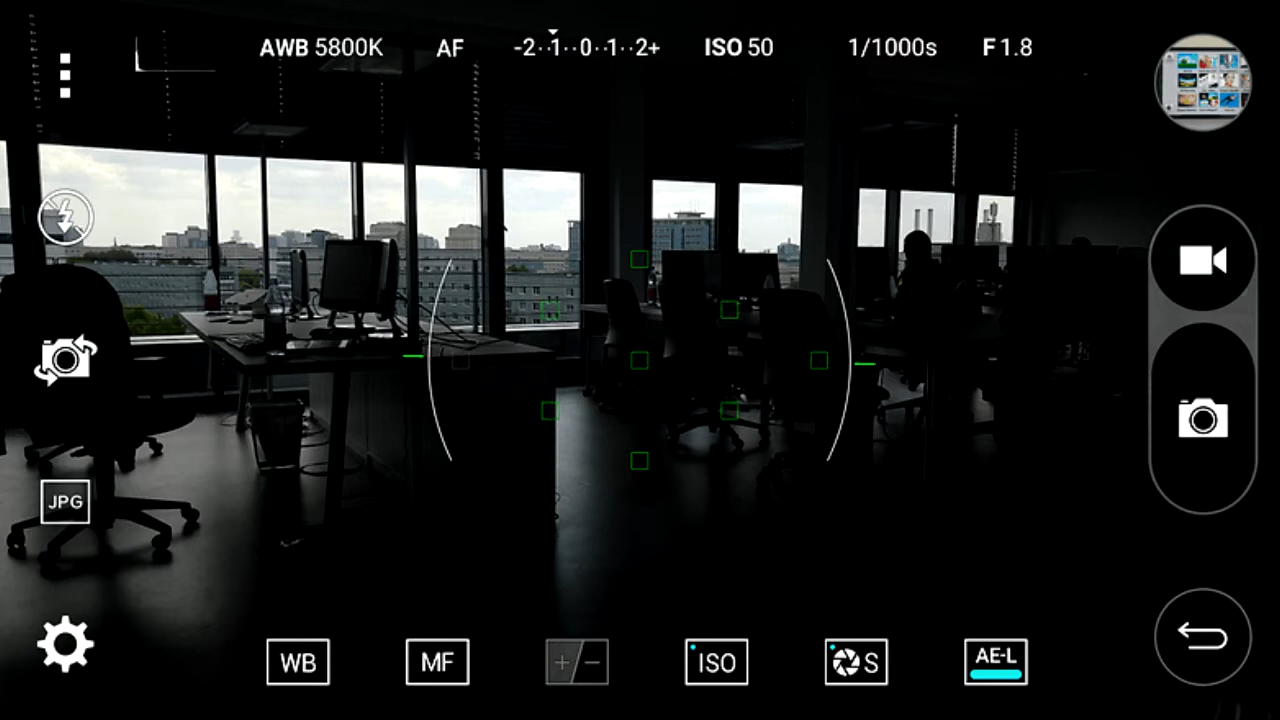 AWB 5800K AF -2··1··0··1··2+ ISO 50 1/1000s F 1.8
JPG
WB MF +/- ISO S AE-L